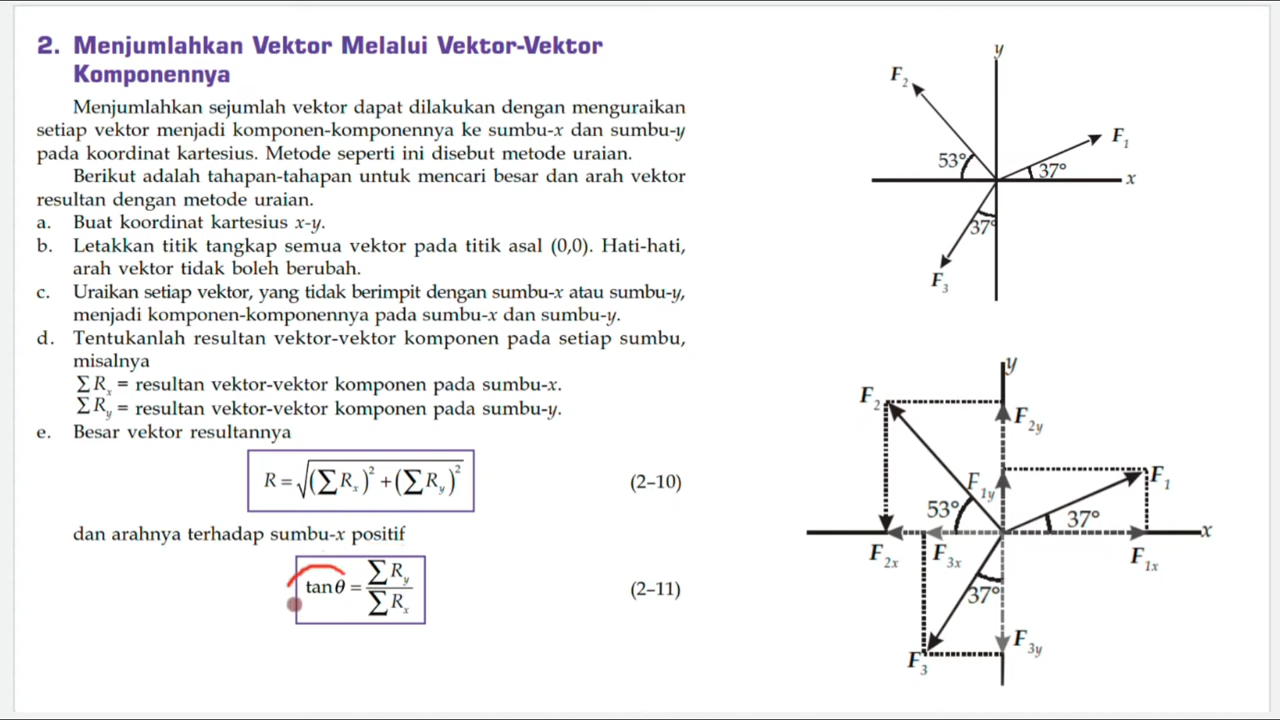 2. Menjumlahkan Vektor Melalui Vektor-Vektor
Komponennya
Menjumlahkan sejumlah vektor dapat dilakukan dengan menguraikan
setiap vektor menjadi komponen-komponennya ke sumbu-x dan sumbu-y
pada koordinat kartesius. Metode seperti ini disebut metode uraian.
Berikut adalah tahapan-tahapan untuk mencari besar dan arah vektor
resultan dengan metode uraian.
a. Buat koordinat kartesius x-y.
b. Letakkan titik tangkap semua vektor pada titik asal (0,0). Hati-hati,
arah vektor tidak boleh berubah.
c. Uraikan setiap vektor, yang tidak berimpit dengan sumbu-x atau sumbu-y,
menjadi komponen-komponennya pada sumbu-x dan sumbu-y.
d. Tentukanlah resultan vektor-vektor komponen pada setiap sumbu,
misalnya
∑Rₓ = resultan vektor-vektor komponen pada sumbu-x.
∑R_y = resultan vektor-vektor komponen pada sumbu-y.
e. Besar vektor resultannya
R = √((∑Rₓ)² + (∑R_y)²) (2–10)
dan arahnya terhadap sumbu-x positif
tan θ = ∑R_y / ∑Rₓ (2–11)
y
F₂
F₁
53°
37°
x
37°
F₃
y
F₂
F₂y
F₁y
F₁
53°
37°
x
F₂x
F₃x
F₁x
37°
F₃y
F₃